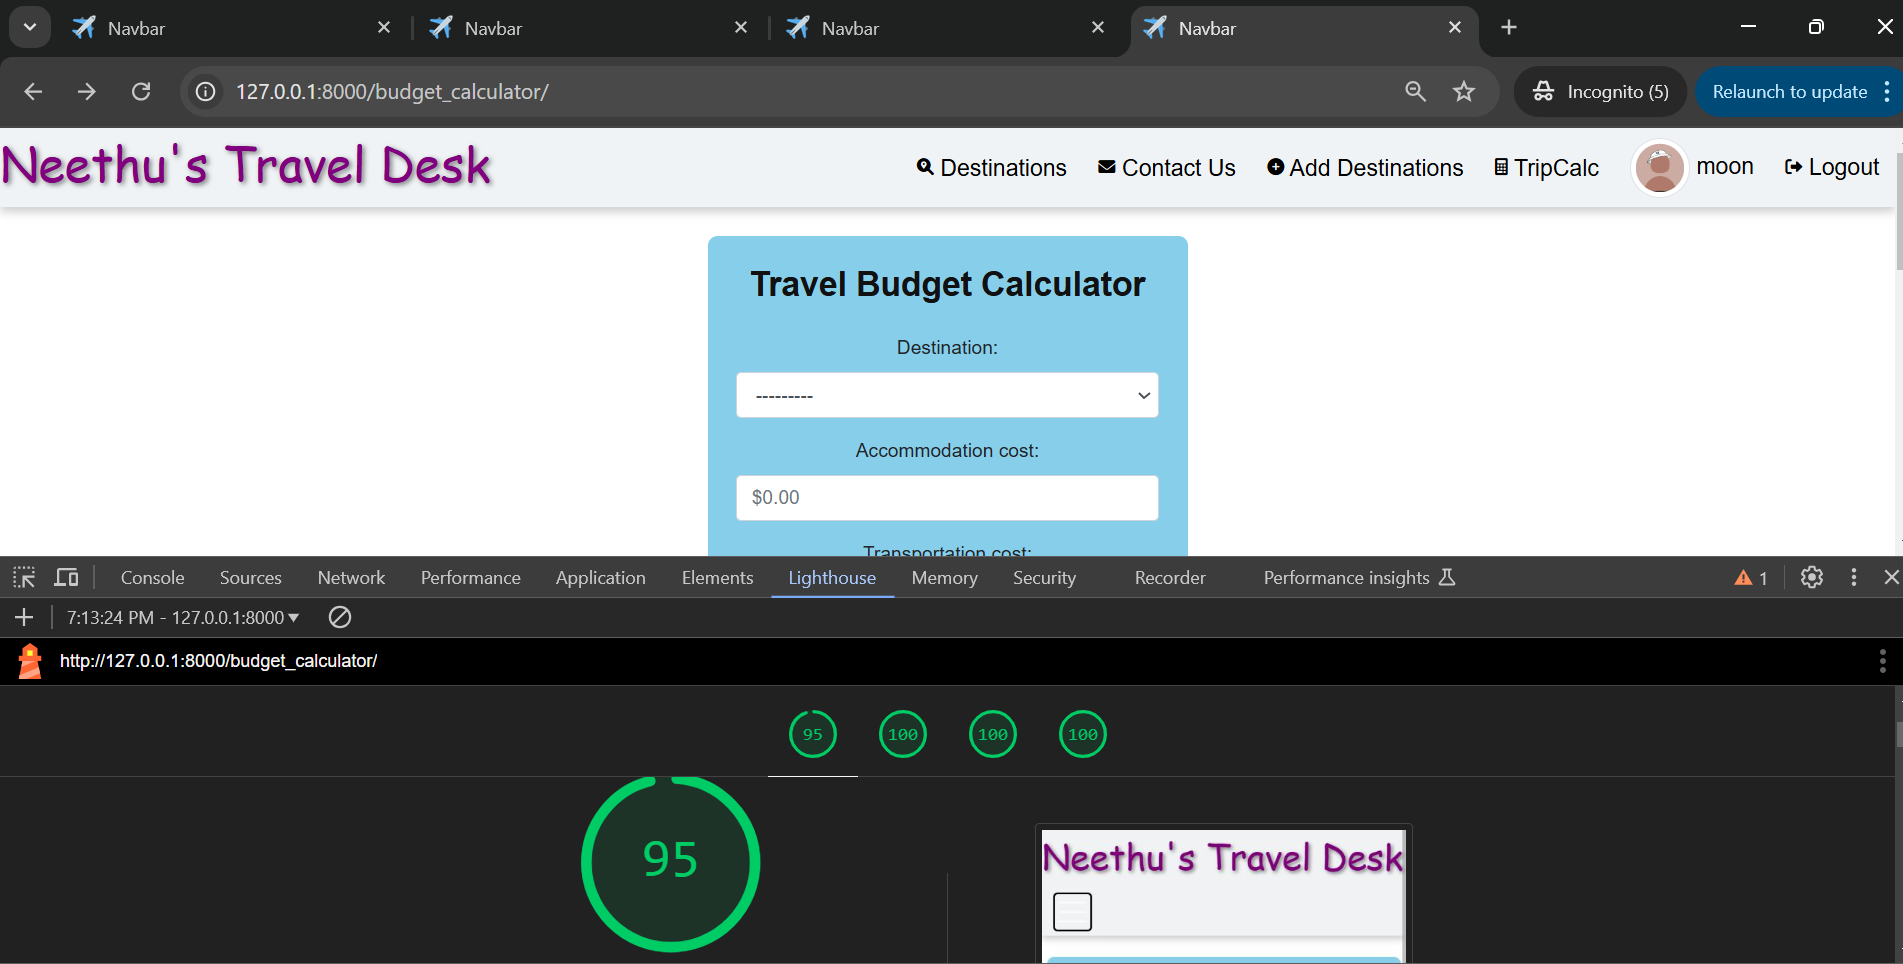 Navbar
Navbar
Navbar
Navbar
127.0.0.1:8000/budget_calculator/
Incognito (5)
Relaunch to update
Neethu's Travel Desk
Destinations
Contact Us
Add Destinations
TripCalc
moon
Logout
Travel Budget Calculator
Destination:
---------
Accommodation cost:
$0.00
Transportation cost:
Console
Sources
Network
Performance
Application
Elements
Lighthouse
Memory
Security
Recorder
Performance insights
1
7:13:24 PM - 127.0.0.1:8000
http://127.0.0.1:8000/budget_calculator/
95
100
100
100
95
Neethu's Travel Desk